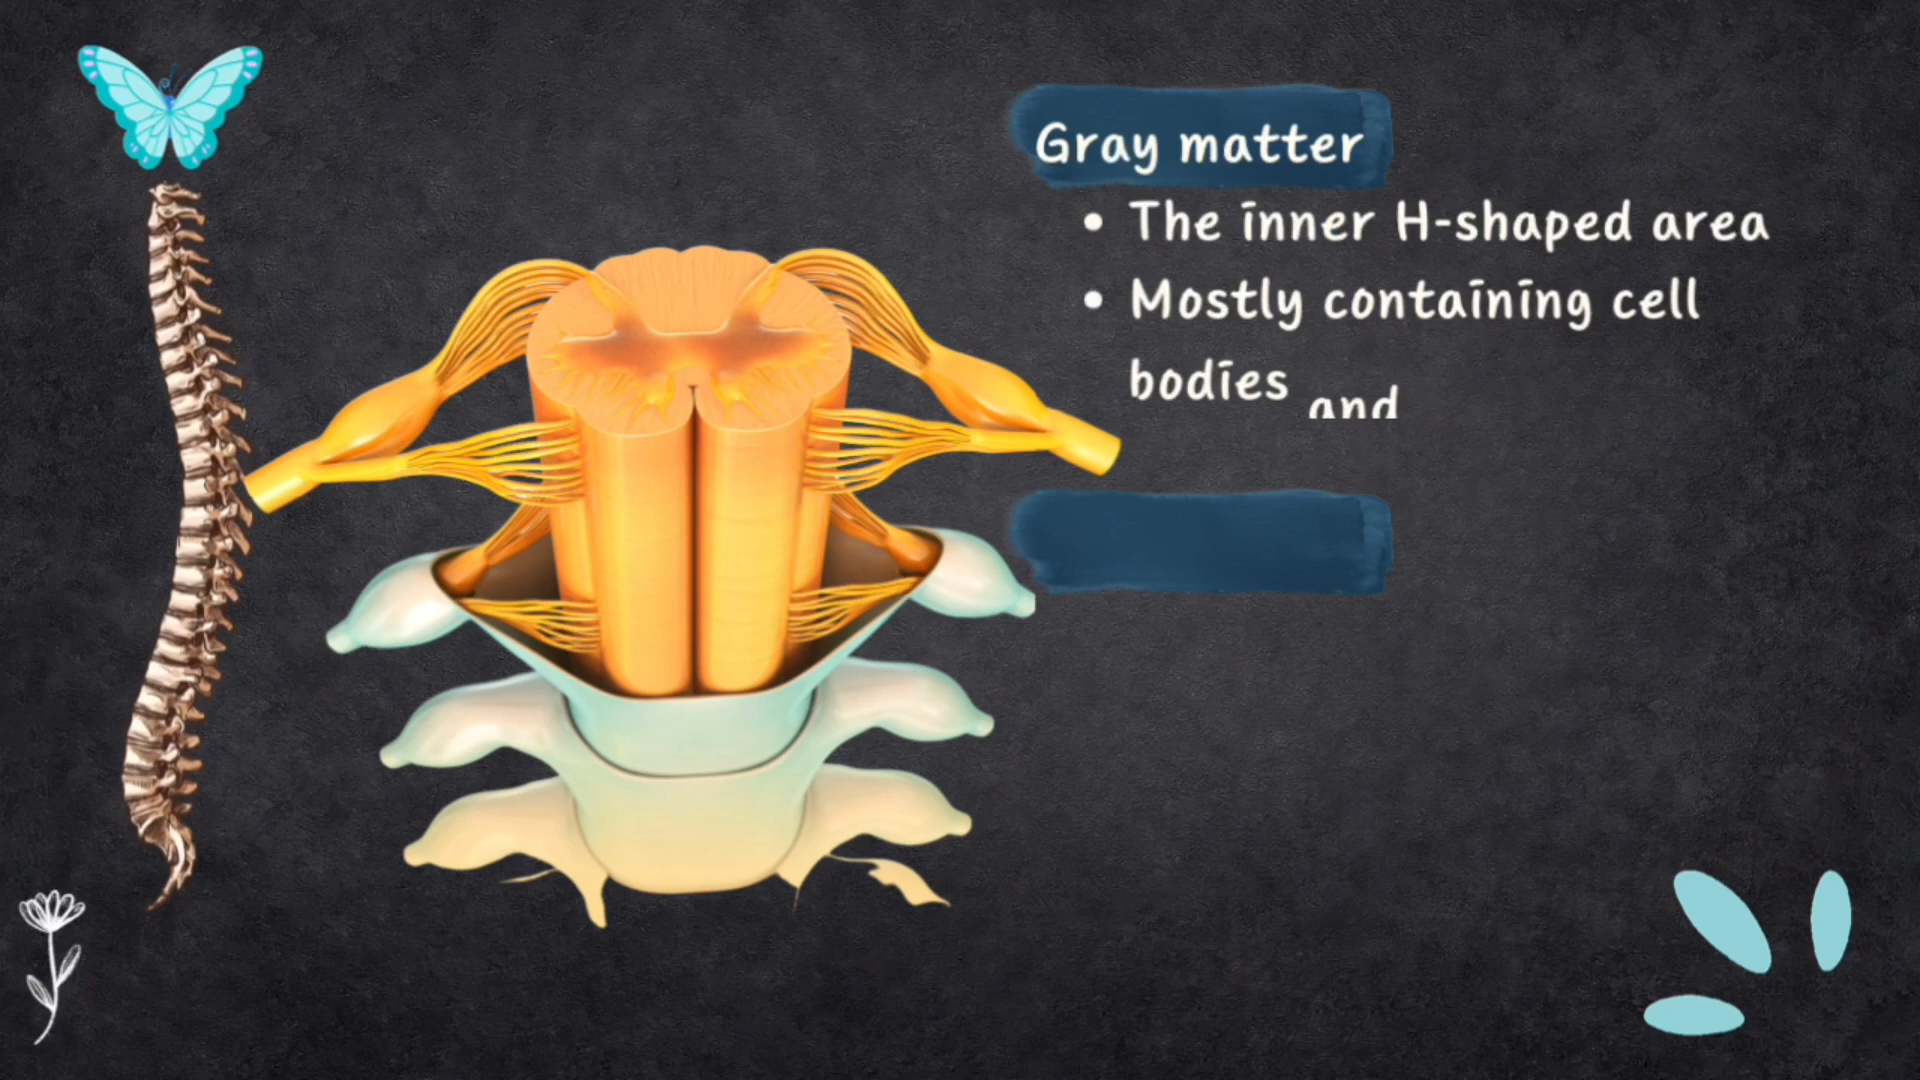 Gray matter
• The inner H-shaped area
• Mostly containing cell
bodies and